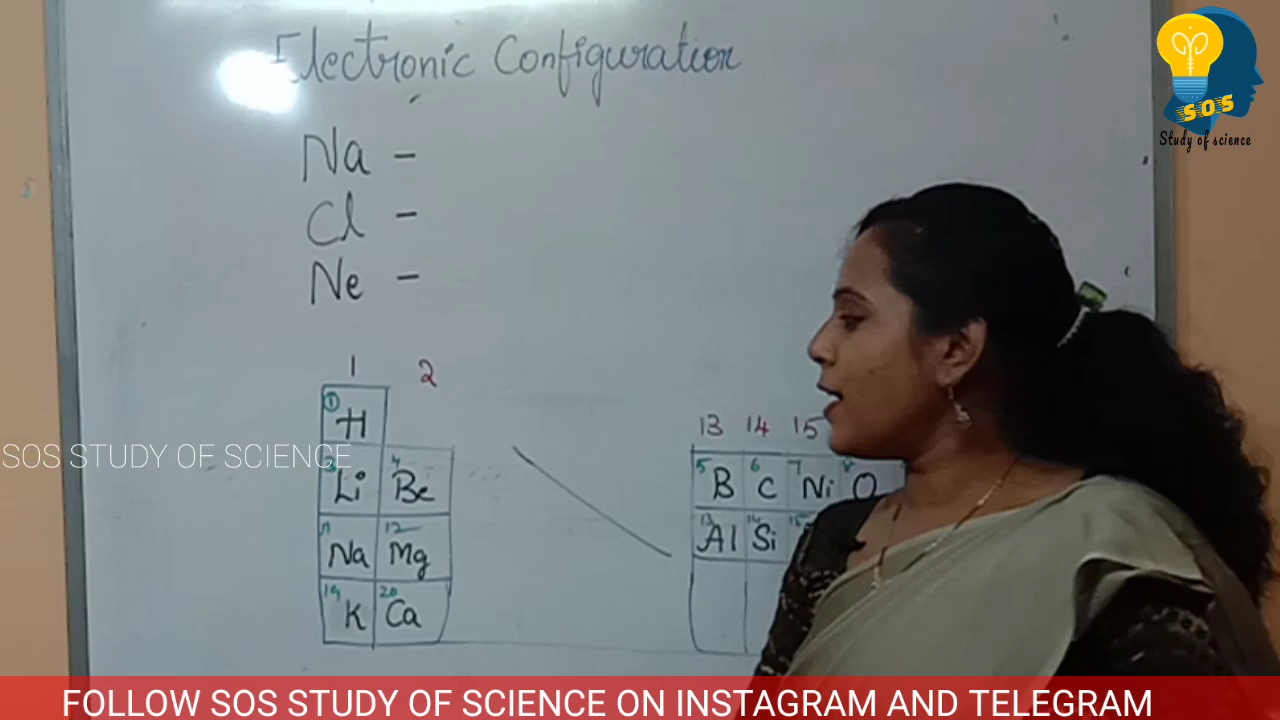 Electronic Configuration
SOS
Study of science
Na -
Cl -
Ne -
1 2
13 14 15
1 H
SOS STUDY OF SCIENCE
3 Li 4 Be
5 B 6 C 7 Ni 8 O
11 Na 12 Mg
13 Al 14 Si 15
19 K 20 Ca
FOLLOW SOS STUDY OF SCIENCE ON INSTAGRAM AND TELEGRAM